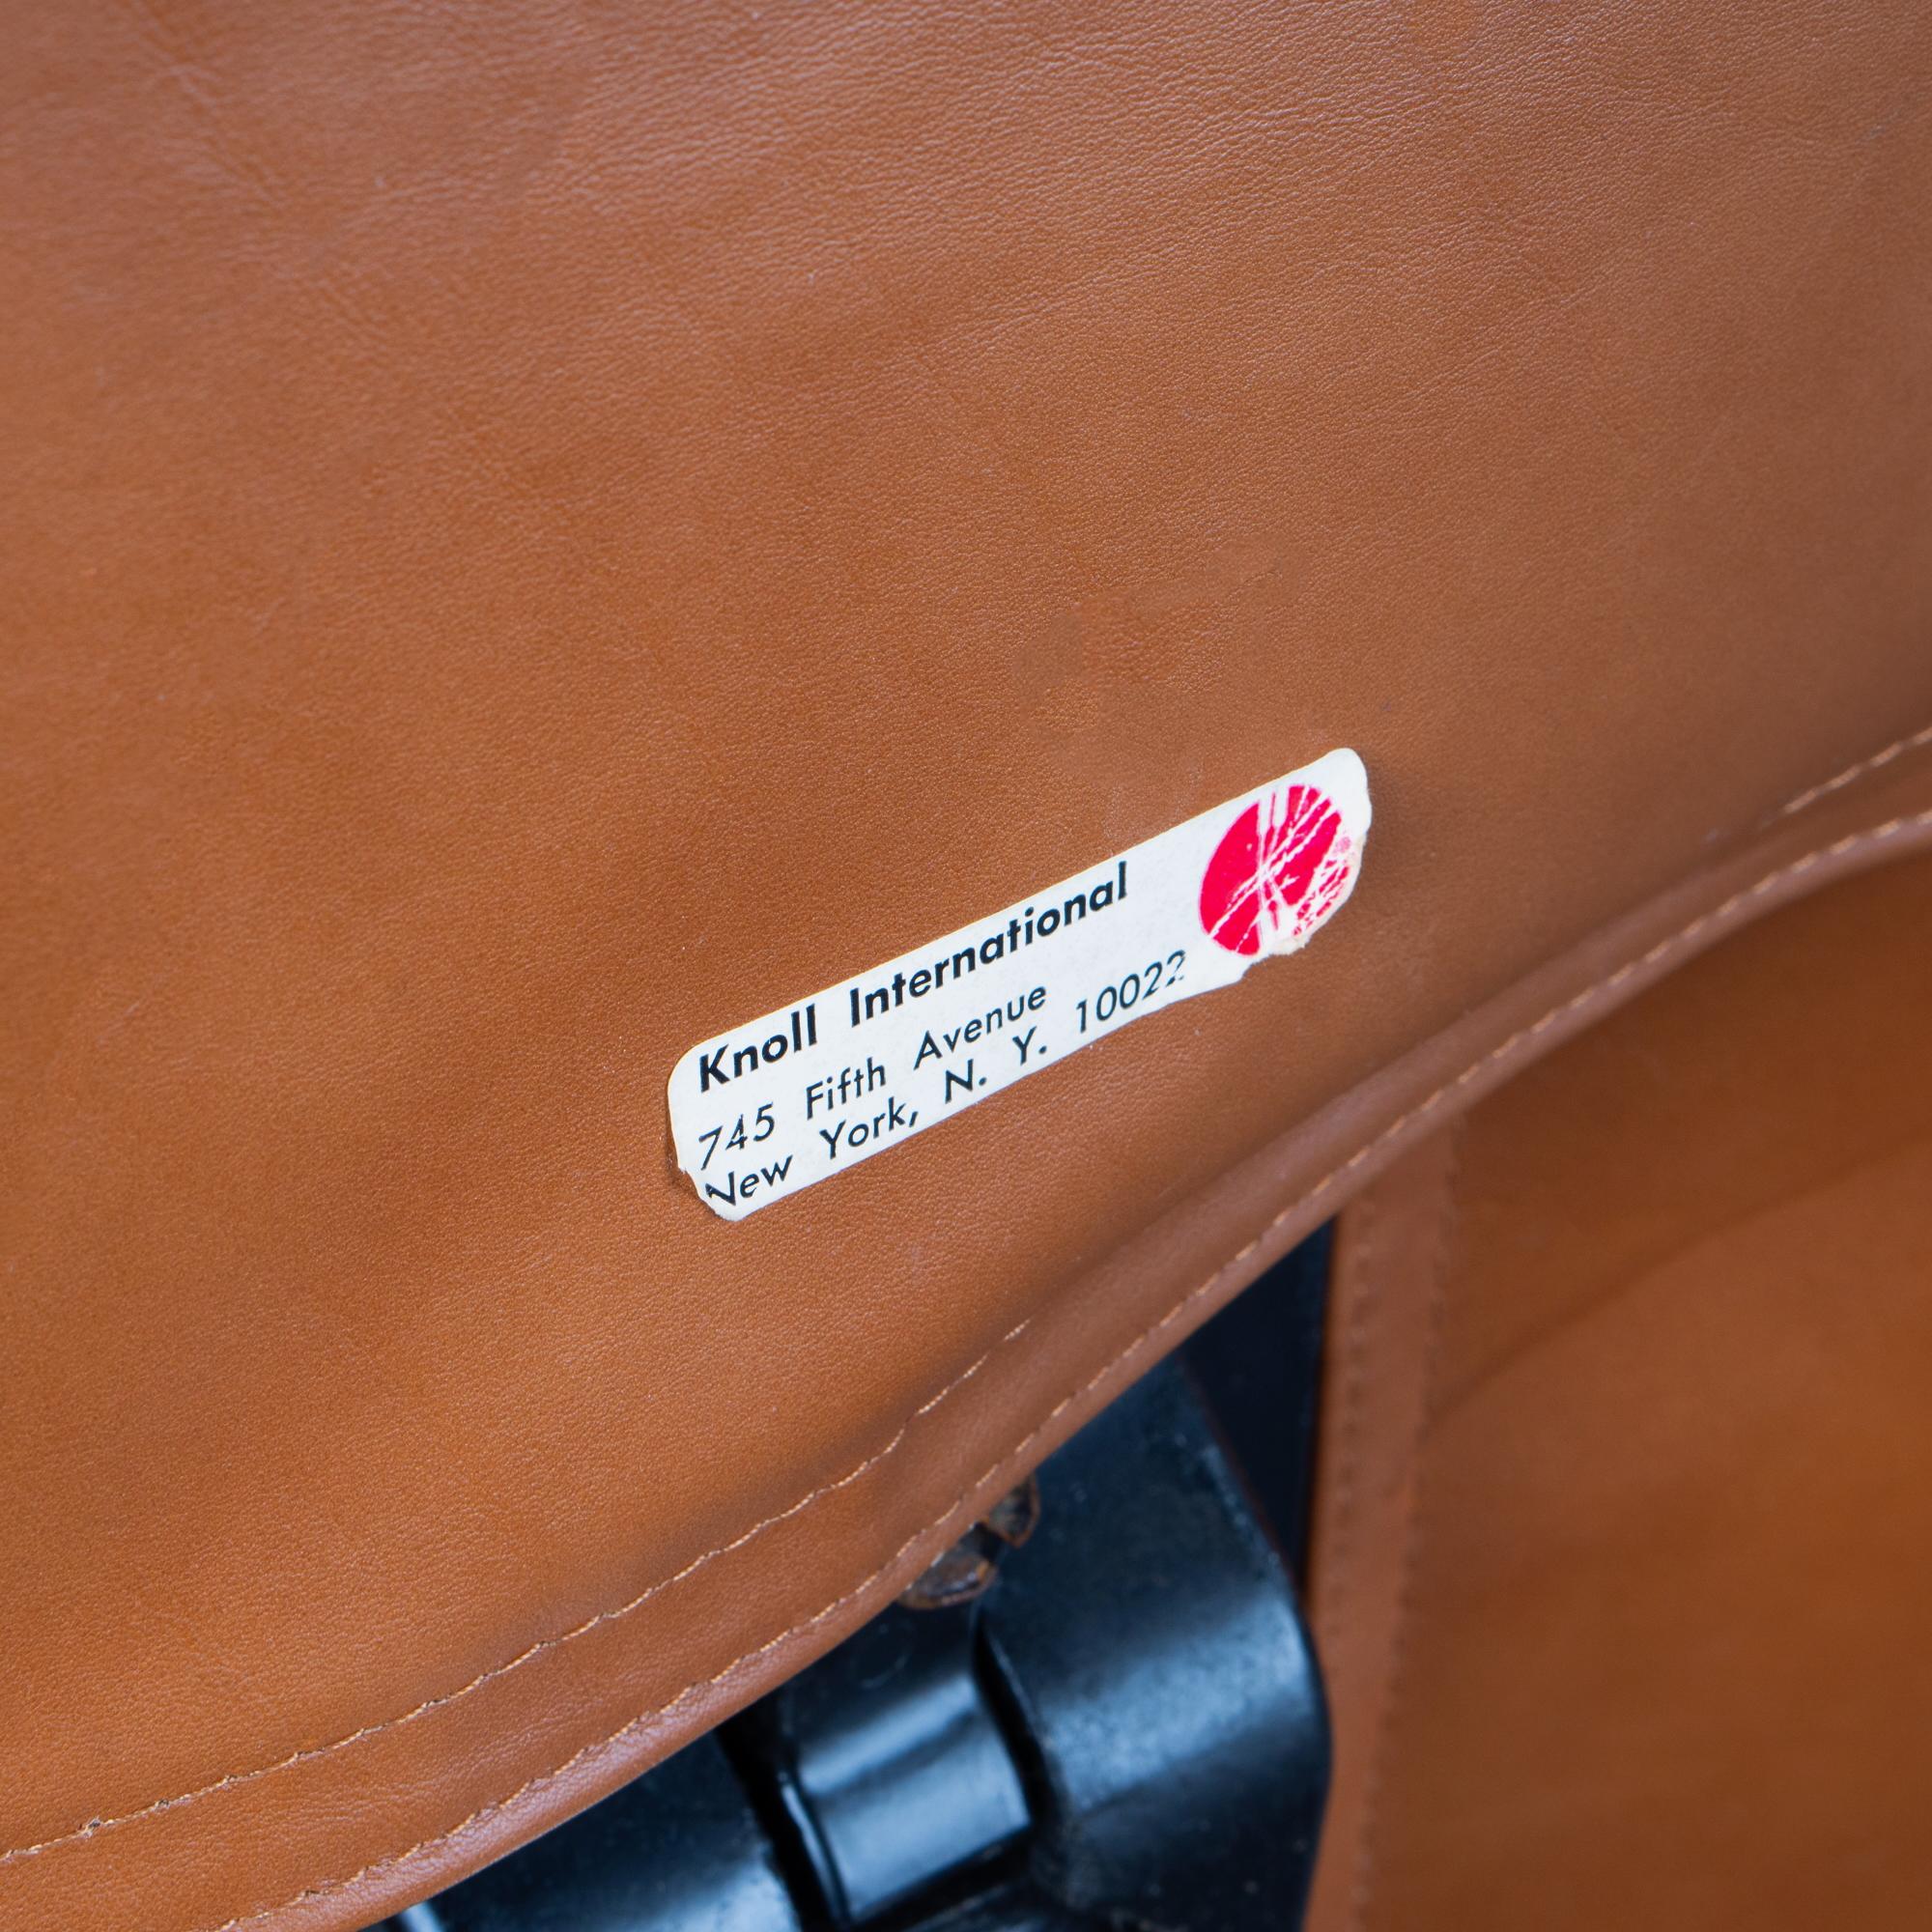 Knoll International
745 Fifth Avenue
New York, N. Y. 10022